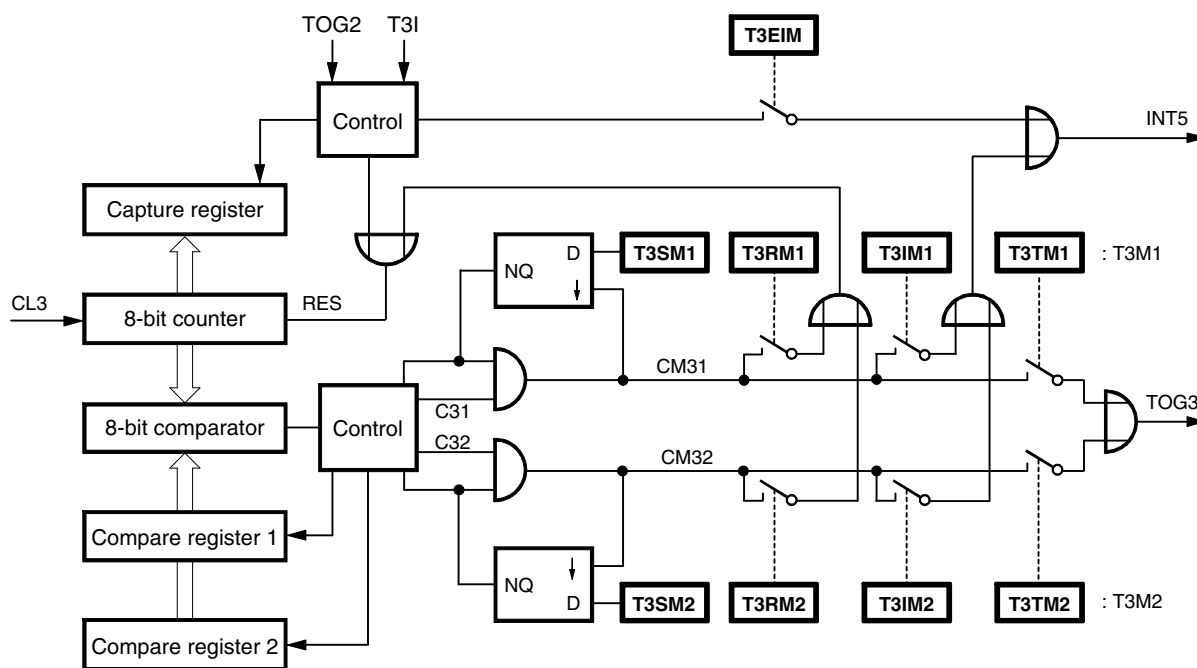 TOG2 T3I
T3EIM
Control
INT5
Capture register
D
NQ
T3SM1
T3RM1
T3IM1
T3TM1
: T3M1
CL3
8-bit counter
RES
CM31
C31
8-bit comparator
Control
TOG3
C32
CM32
Compare register 1
NQ
D
T3SM2
T3RM2
T3IM2
T3TM2
: T3M2
Compare register 2